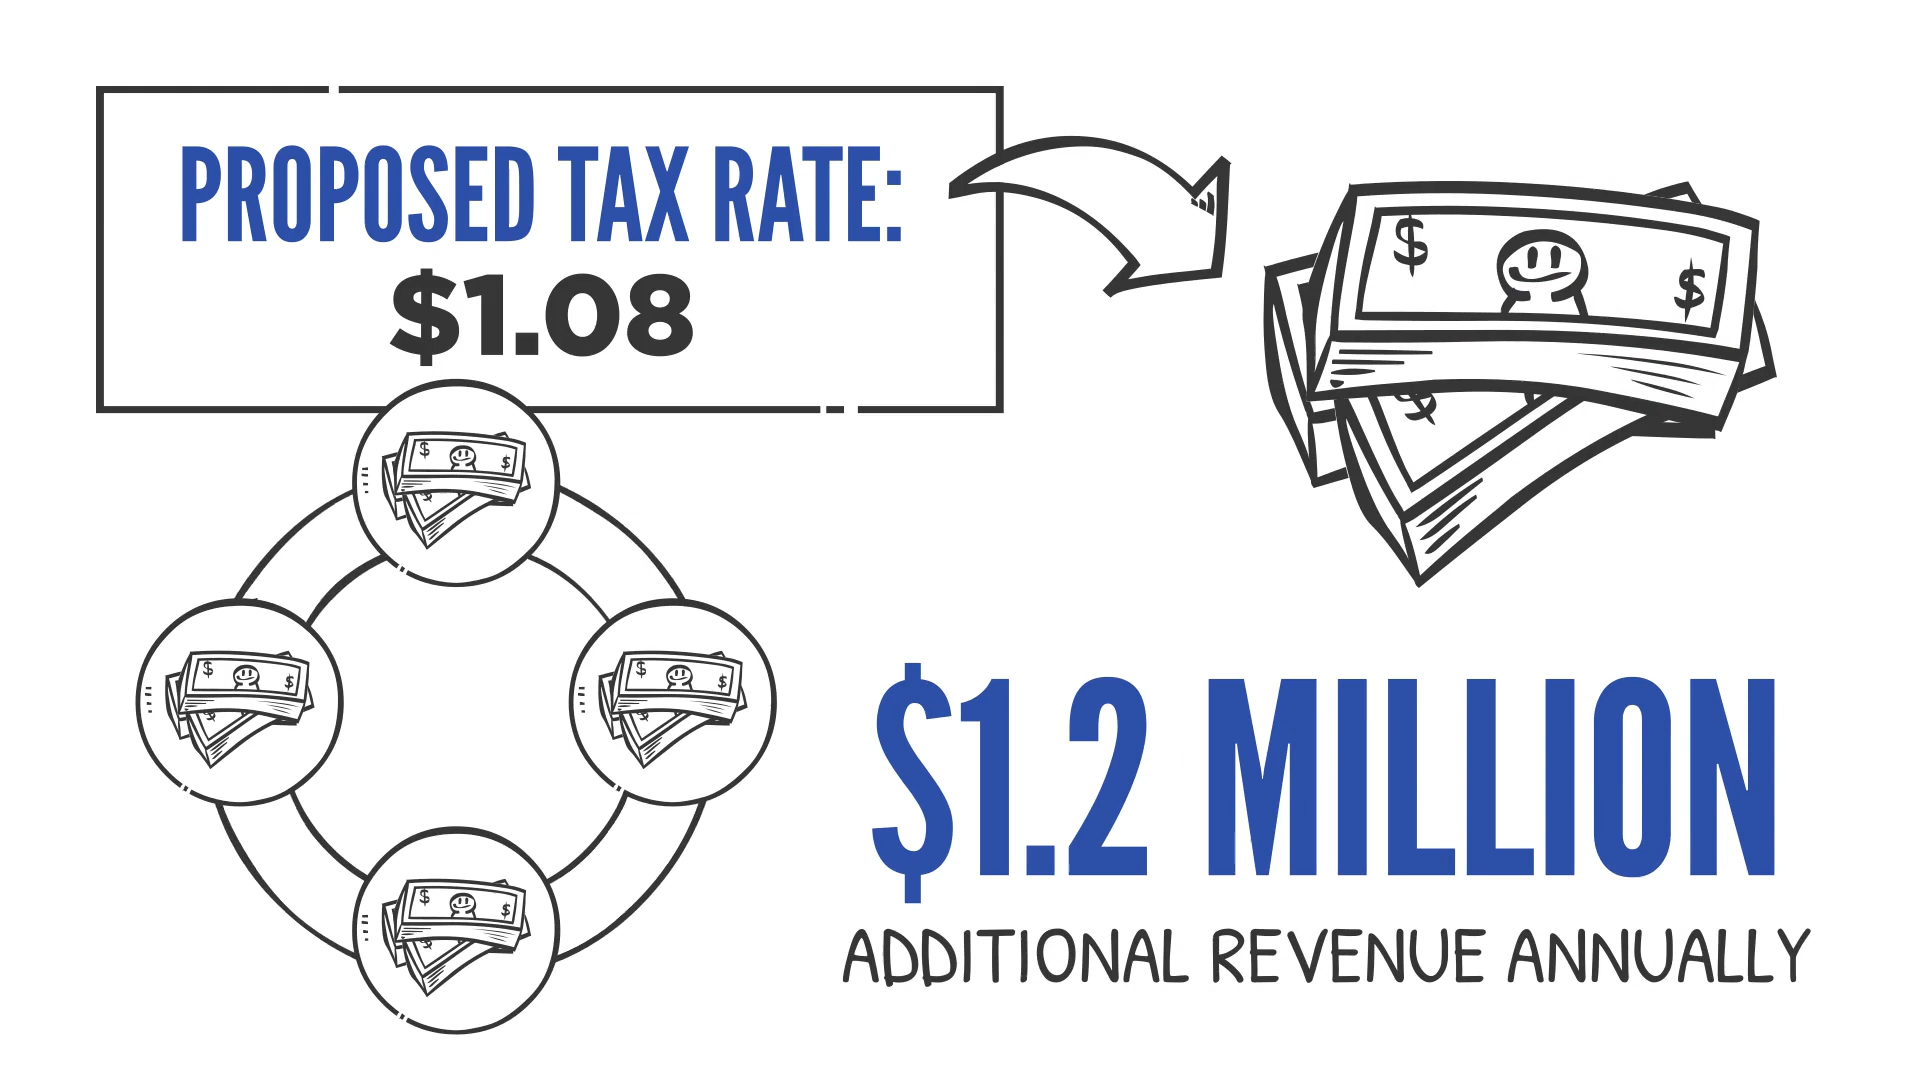 PROPOSED TAX RATE:
$1.08
$1.2 MILLION
ADDITIONAL REVENUE ANNUALLY